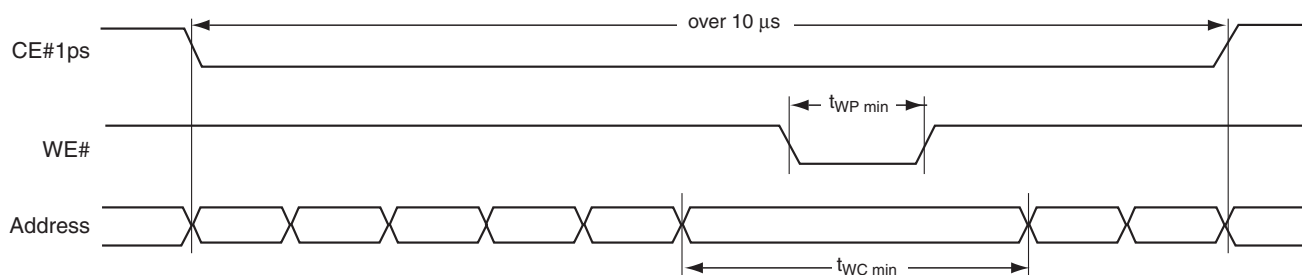 over 10 μs
CE#1ps
tWP min
WE#
Address
tWC min